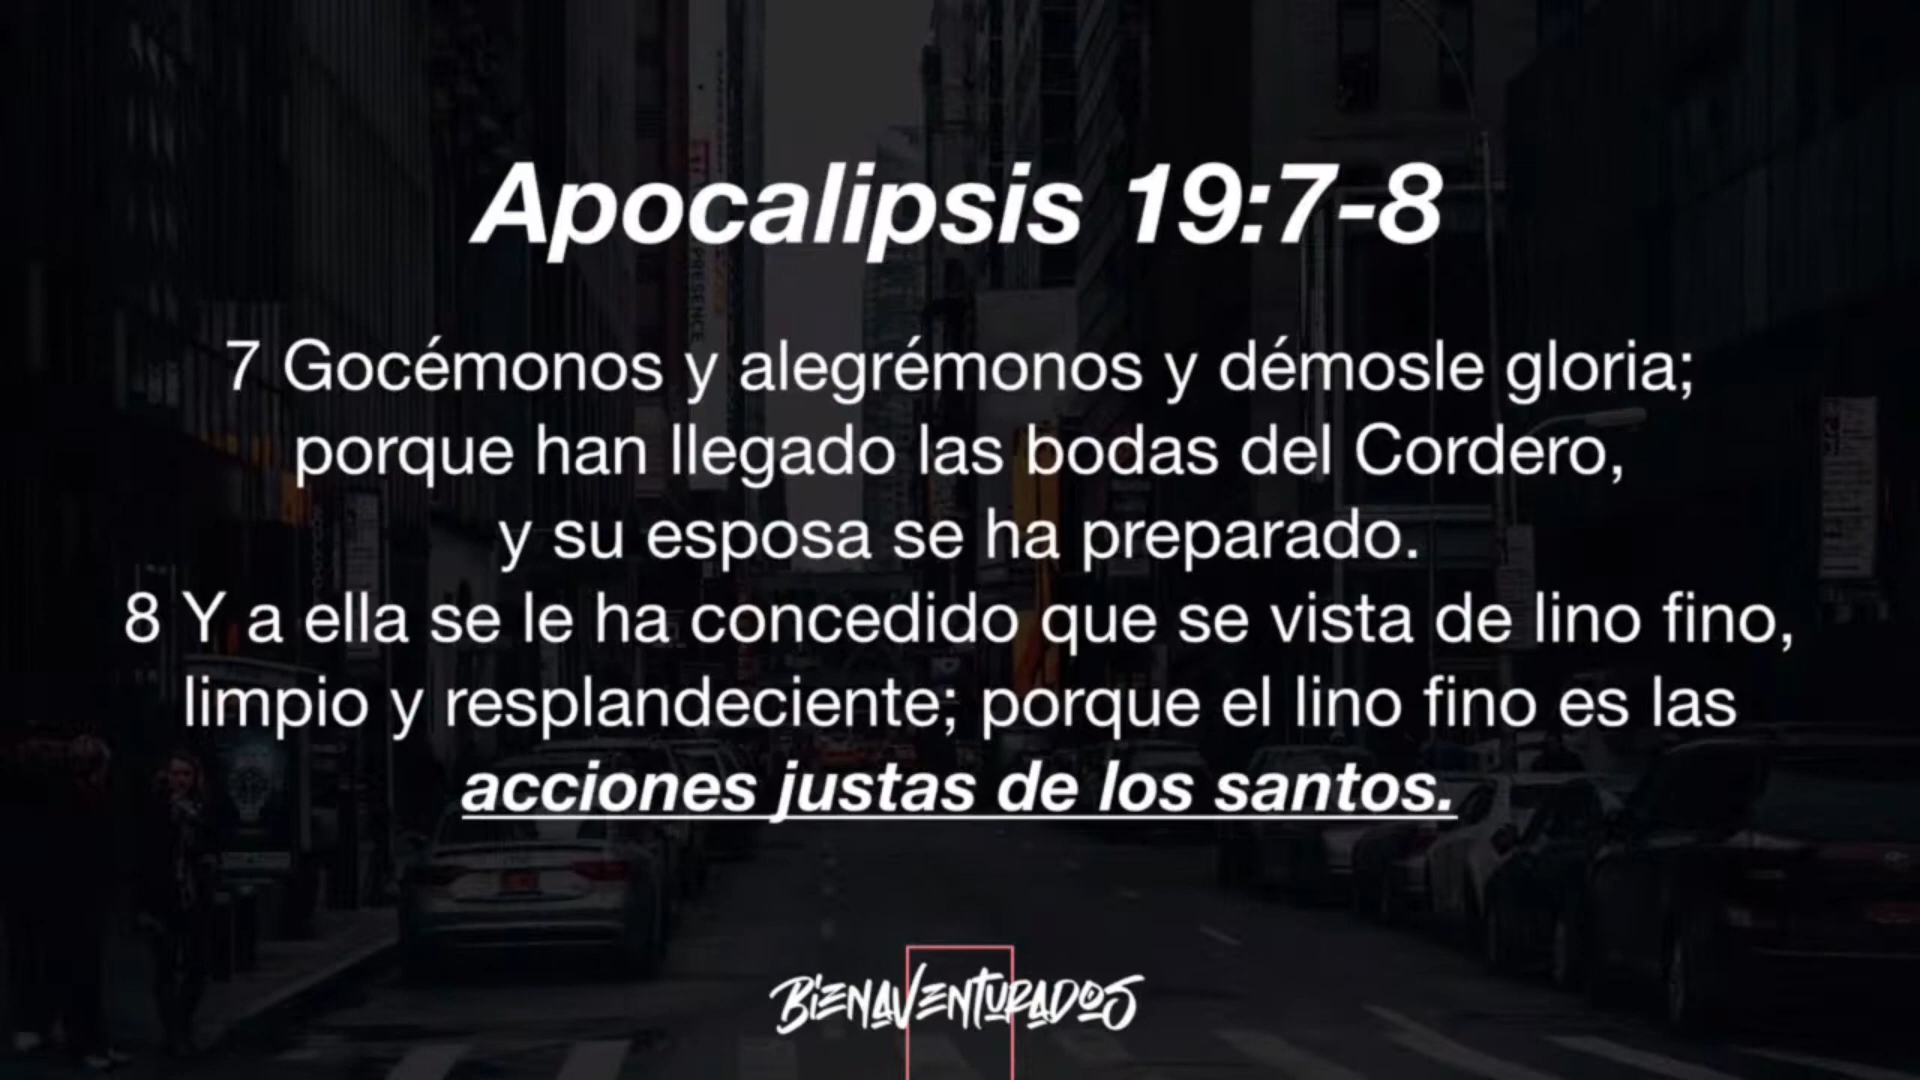 Apocalipsis 19:7-8
7 Gocémonos y alegrémonos y démosle gloria;
porque han llegado las bodas del Cordero,
y su esposa se ha preparado.
8 Y a ella se le ha concedido que se vista de lino fino,
limpio y resplandeciente; porque el lino fino es las
acciones justas de los santos.
BIENAVENTURADOS